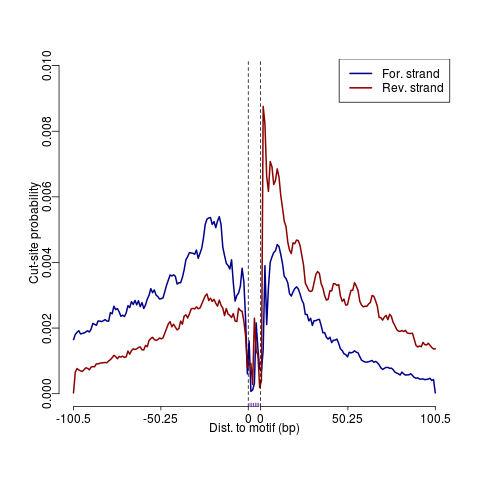 For. strand
Rev. strand
Cut-site probability
0.010
0.008
0.006
0.004
0.002
0.000
-100.5 -50.25 0 0 50.25 100.5
Dist. to motif (bp)